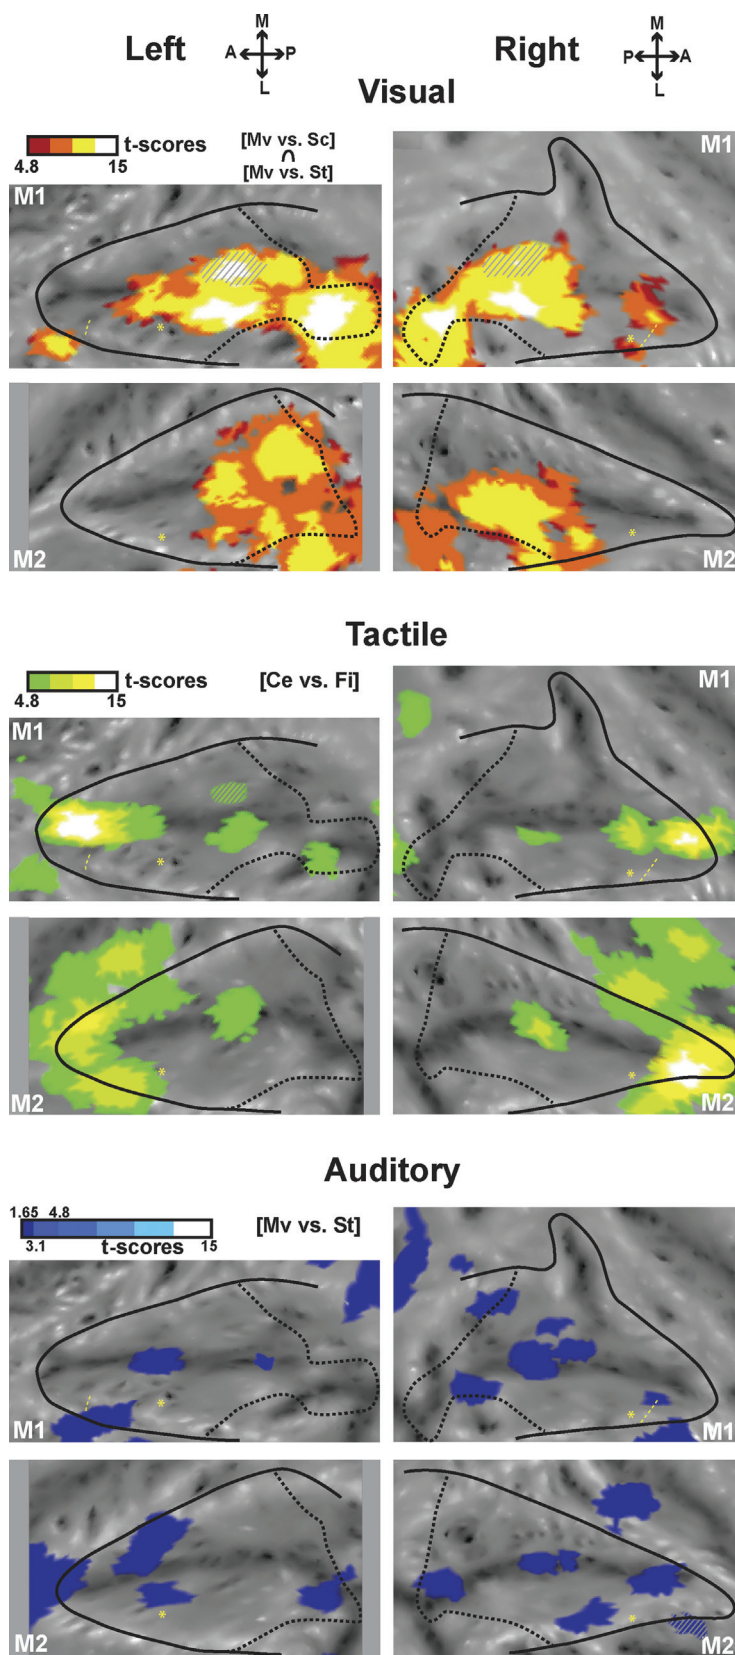 Left
M
A P
L
Right
M
P A
L
Visual
t-scores
4.8 15
[Mv vs. Sc]
∩
[Mv vs. St]
M1
M1
*
*
M2
*
M2
*
Tactile
t-scores
4.8 15
[Ce vs. Fi]
M1
M1
*
*
M2
*
M2
*
Auditory
1.65 4.8
3.1 t-scores 15
[Mv vs. St]
M1
*
M1
*
M2
*
M2
*